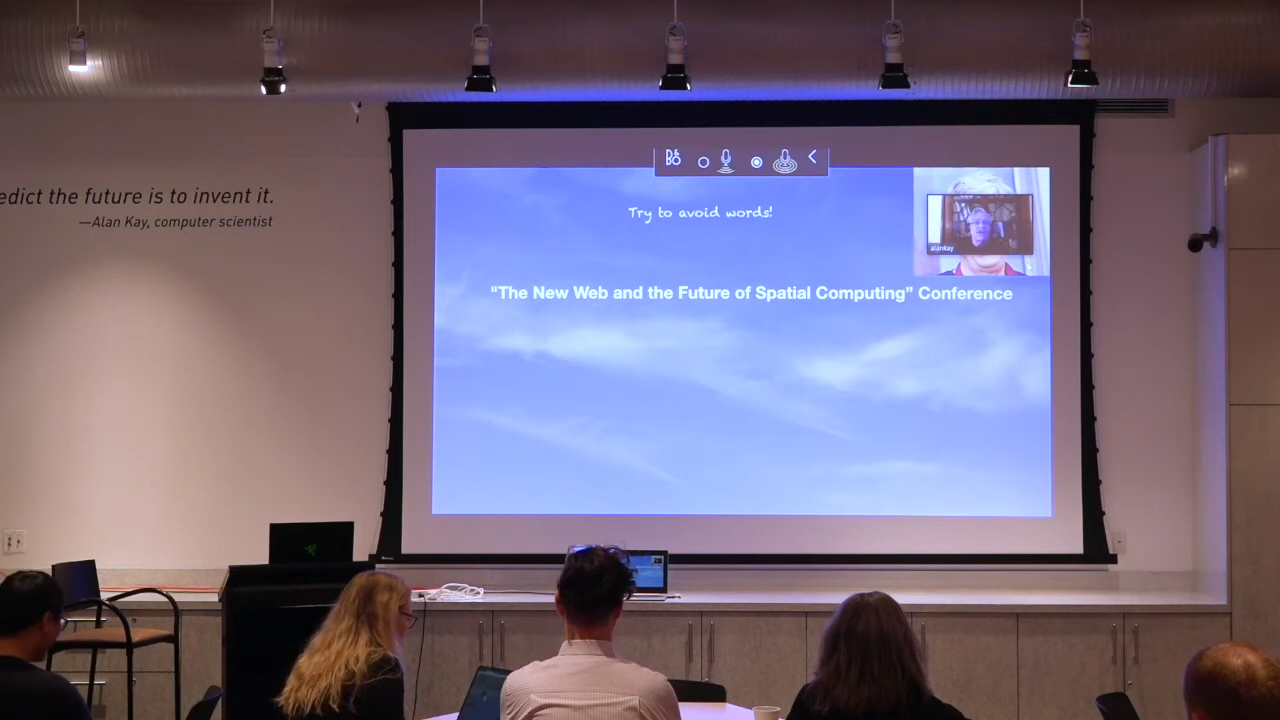 edict the future is to invent it.
—Alan Kay, computer scientist
Try to avoid words!
alankay
"The New Web and the Future of Spatial Computing” Conference